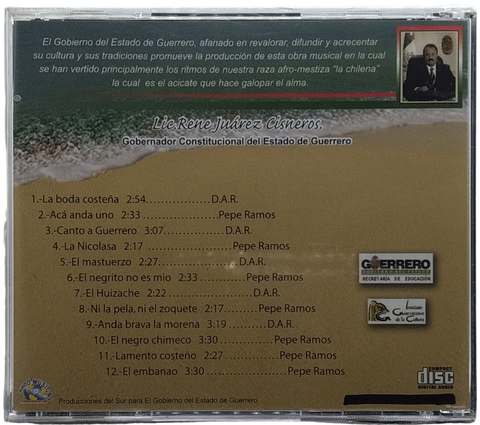 El Gobierno del Estado de Guerrero, afanado en revalorar, difundir y acrecentar
su cultura y sus tradiciones promueve la producción de esta obra musical en la cual
se han vertido principalmente los ritmos de nuestra raza afro-mestiza "la chilena"
la cual es el acicate que hace galopar el alma.
Lic. Rene Juárez Cisneros.
Gobernador Constitucional del Estado de Guerrero
1.-La boda costeña 2:54..................D.A.R.
2.-Acá anda uno 2:33 .....................Pepe Ramos
3.-Canto a Guerrero 3:07..................D.A.R.
4.-La Nicolasa 2:17 .....................Pepe Ramos
5.-El mastuerzo 2:27..................D.A.R.
6.-El negrito no es mio 2:33 ............Pepe Ramos
7.-El Huizache 2:22 ..................D.A.R.
8.-Ni la pela, ni el zoquete 2:17 .......Pepe Ramos
9.-Anda brava la morena 3:19 ..........D.A.R.
10.-El negro chimeco 3:30 ............Pepe Ramos
11.-Lamento costeño 2:27 ............Pepe Ramos
12.-El embanao 3:30 ..................Pepe Ramos
GUERRERO
GOBIERNO DEL ESTADO
SECRETARÍA DE EDUCACIÓN
Instituto
Guerrerense
de la Cultura
COMPACT
disc
DIGITAL AUDIO
Producciones del Sur para El Gobierno del Estado de Guerrero